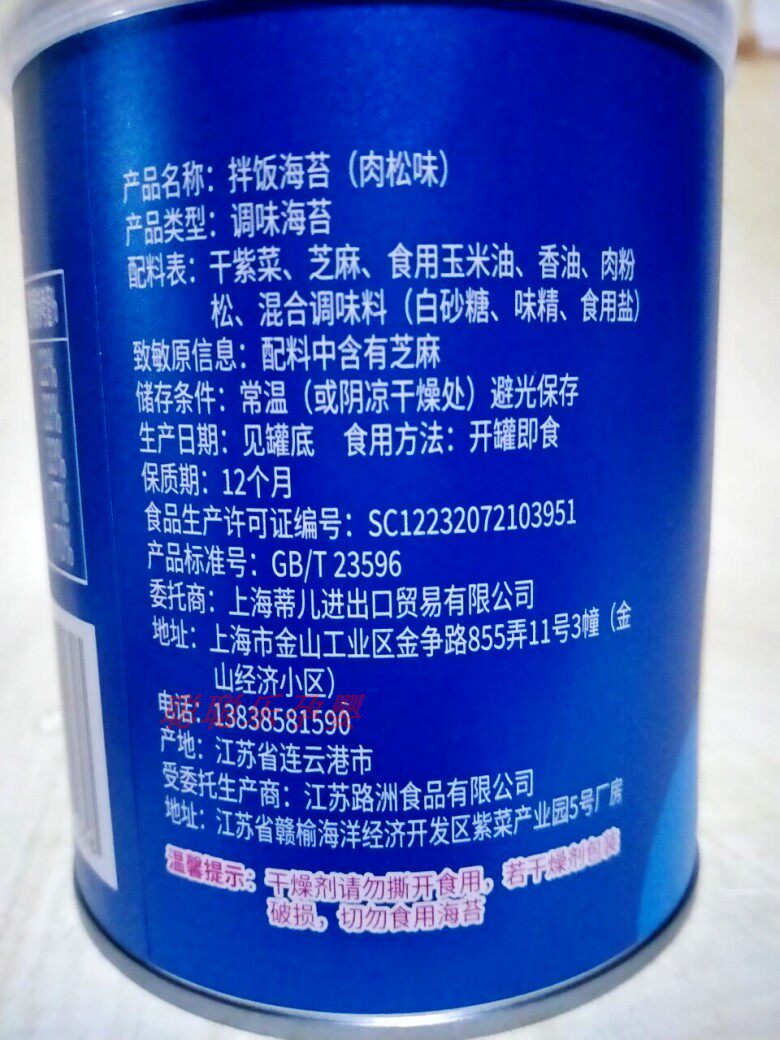 产品名称：拌饭海苔（肉松味）
产品类型：调味海苔
配料表：干紫菜、芝麻、食用玉米油、香油、肉粉
松、混合调味料（白砂糖、味精、食用盐）
致敏原信息：配料中含有芝麻
储存条件：常温（或阴凉干燥处）避光保存
生产日期：见罐底 食用方法：开罐即食
保质期：12个月
食品生产许可证编号：SC12232072103951
产品标准号：GB/T 23596
委托商：上海蒂儿进出口贸易有限公司
地址：上海市金山工业区金争路855弄11号3幢（金
山经济小区）
电话：13838581590
产地：江苏省连云港市
受委托生产商：江苏路洲食品有限公司
地址：江苏省赣榆海洋经济开发区紫菜产业园5号厂房
温馨提示：干燥剂请勿撕开食用，若干燥剂包装
破损，切勿食用海苔